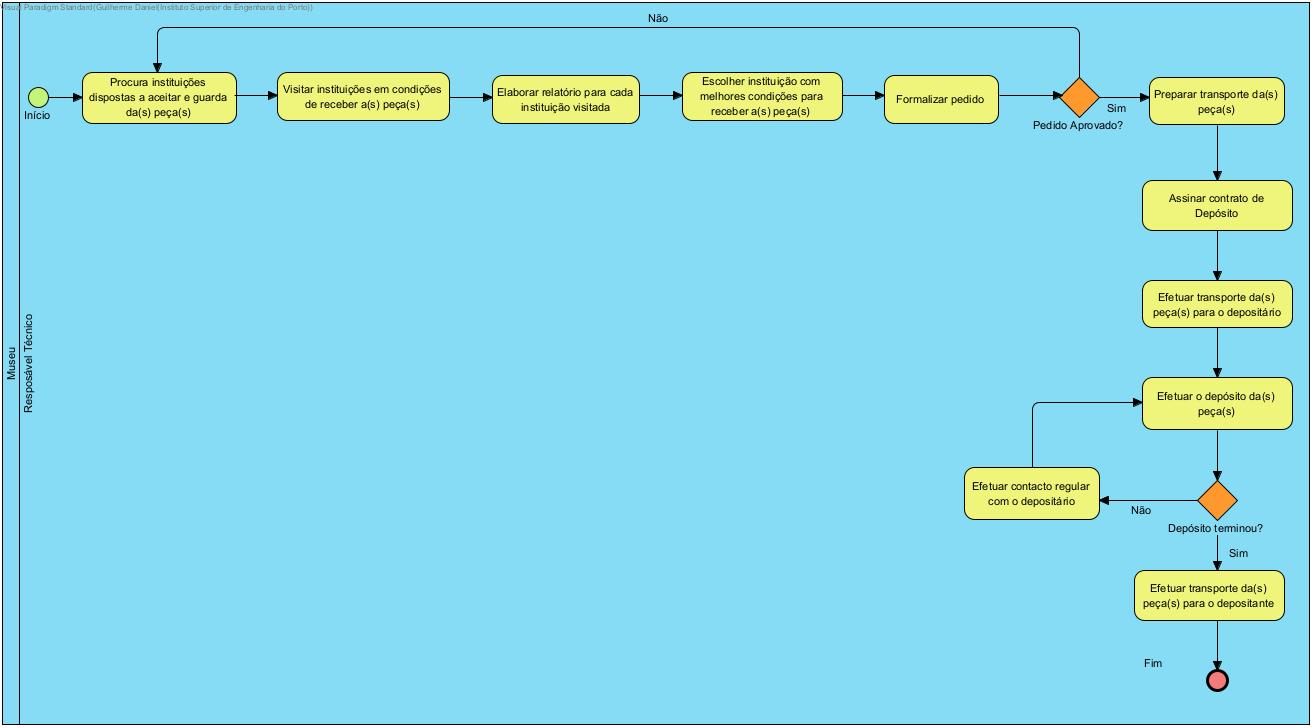 Visual Paradigm Standard(Guilherme Daniel(Instituto Superior de Engenharia do Porto))
Não
Procura instituições
dispostas a aceitar e guarda
da(s) peça(s)
Visitar instituições em condições
de receber a(s) peça(s)
Elaborar relatório para cada
instituição visitada
Escolher instituição com
melhores condições para
receber a(s) peça(s)
Formalizar pedido
Preparar transporte da(s)
peça(s)
Início
Sim
Pedido Aprovado?
Assinar contrato de
Depósito
Efetuar transporte da(s)
peça(s) para o depositário
Museu
Resposável Técnico
Efetuar o depósito da(s)
peça(s)
Efetuar contacto regular
com o depositário
Não
Depósito terminou?
Sim
Efetuar transporte da(s)
peça(s) para o depositante
Fim